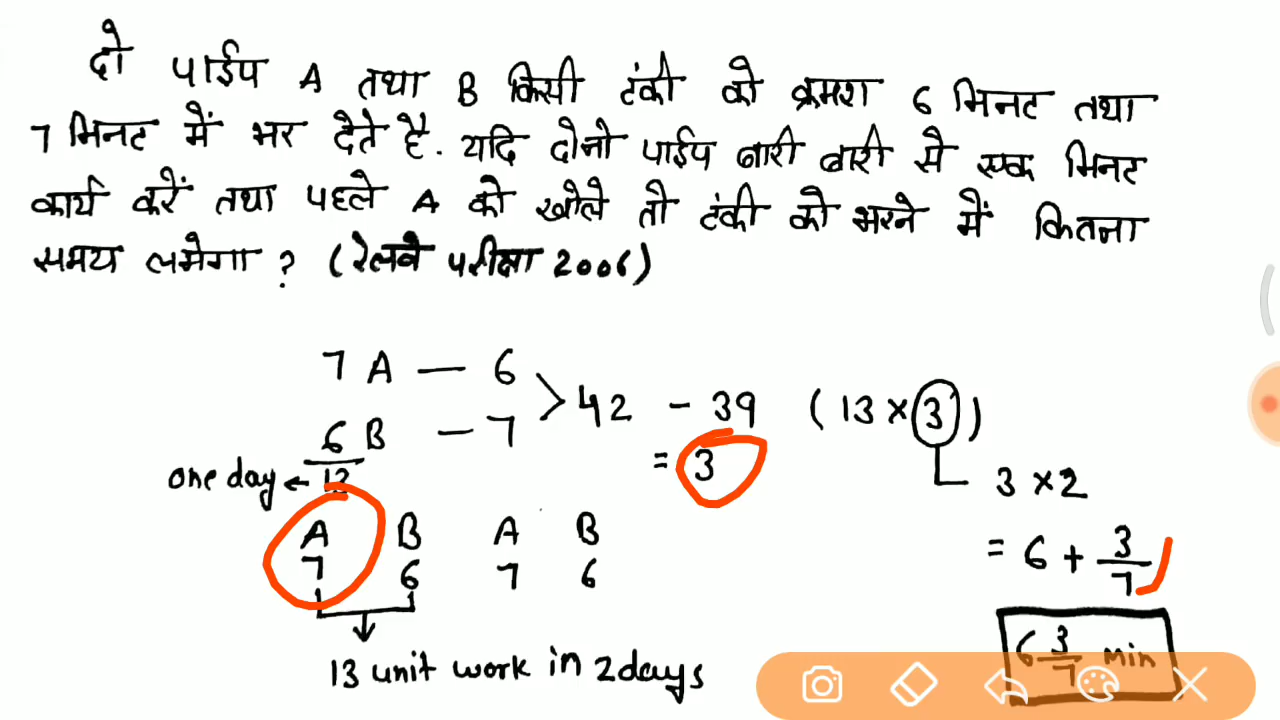 दो पाईप A तथा B किसी टंकी को क्रमश 6 मिनट तथा
7 मिनट में भर देते है. यदि दोनो पाईप बारी बारी से एक मिनट
कार्य करें तथा पहले A को खोले तो टंकी को भरने में कितना
समय लगेगा ? (रेलवे परीक्षा 2006)
7 A — 6
6 B — 7
> 42 - 39 (13 × 3)
= 3
one day ← 13
3 × 2
A B A B
7 6 7 6
= 6 + 3/7
13 unit work in 2 days
6 3/7 min